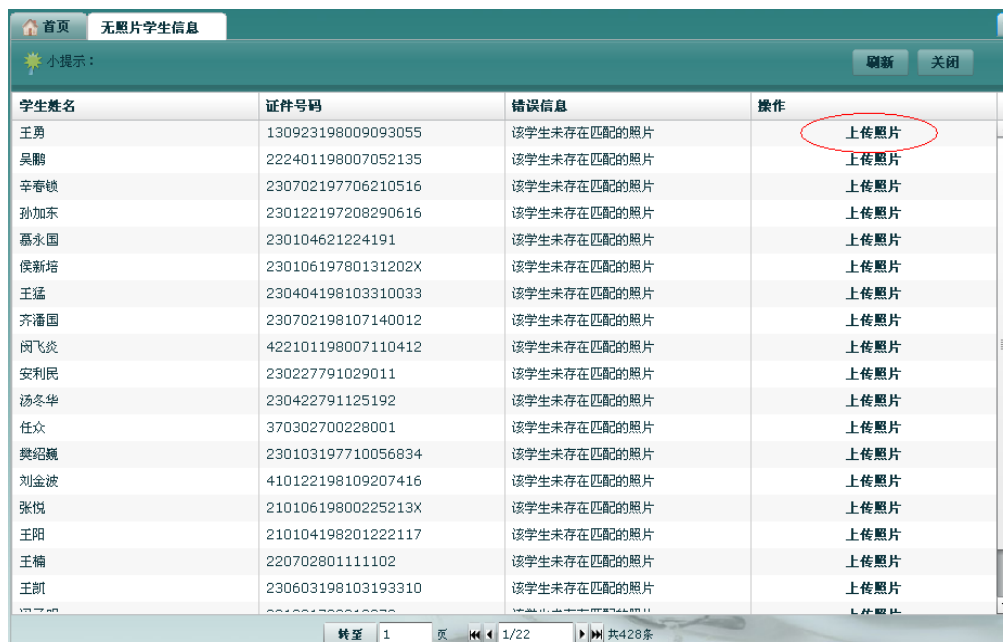 首页 无照片学生信息
小提示： 刷新 关闭
学生姓名 证件号码 错误信息 操作
王勇 130923198009093055 该学生未存在匹配的照片 上传照片
吴鹏 222401198007052135 该学生未存在匹配的照片 上传照片
辛春锁 230702197706210516 该学生未存在匹配的照片 上传照片
孙加东 230122197208290616 该学生未存在匹配的照片 上传照片
慕永国 230104621224191 该学生未存在匹配的照片 上传照片
侯新培 23010619780131202X 该学生未存在匹配的照片 上传照片
王猛 230404198103310033 该学生未存在匹配的照片 上传照片
齐潘国 230702198107140012 该学生未存在匹配的照片 上传照片
闵飞炎 422101198007110412 该学生未存在匹配的照片 上传照片
安利民 230227791029011 该学生未存在匹配的照片 上传照片
汤冬华 230422791125192 该学生未存在匹配的照片 上传照片
任众 370302700228001 该学生未存在匹配的照片 上传照片
樊绍巍 230103197710056834 该学生未存在匹配的照片 上传照片
刘金波 410122198109207416 该学生未存在匹配的照片 上传照片
张悦 21010619800225213X 该学生未存在匹配的照片 上传照片
王阳 210104198201222117 该学生未存在匹配的照片 上传照片
王楠 220702801111102 该学生未存在匹配的照片 上传照片
王凯 230603198103193310 该学生未存在匹配的照片 上传照片
转至 1 页 1/22 共428条